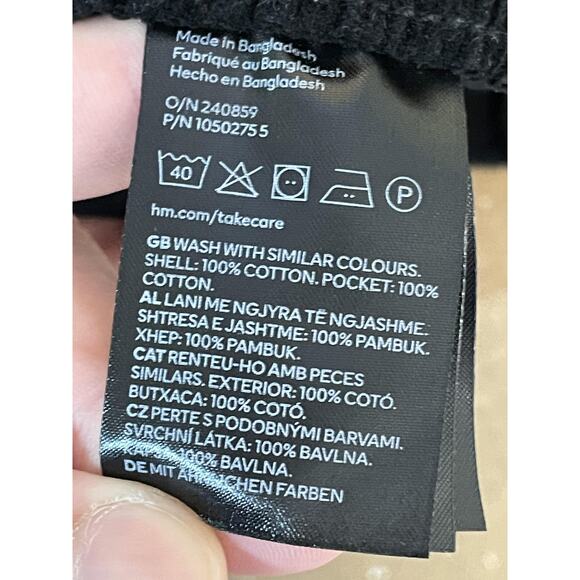 Made in Bangladesh
Fabriqué au Bangladesh
Hecho en Bangladesh
O/N 240859
P/N 10502755
40
P
hm.com/takecare
GB WASH WITH SIMILAR COLOURS.
SHELL: 100% COTTON. POCKET: 100%
COTTON.
AL LANI ME NGJYRA TË NGJASHME.
SHTRESA E JASHTME: 100% PAMBUK.
XHEP: 100% PAMBUK.
CAT RENTEU-HO AMB PECES
SIMILARS. EXTERIOR: 100% COTÓ.
BUTXACA: 100% COTÓ.
CZ PERTE S PODOBNÝMI BARVAMI.
SVRCHNÍ LÁTKA: 100% BAVLNA.
KAPSA: 100% BAVLNA.
DE MIT ÄHNLICHEN FARBEN